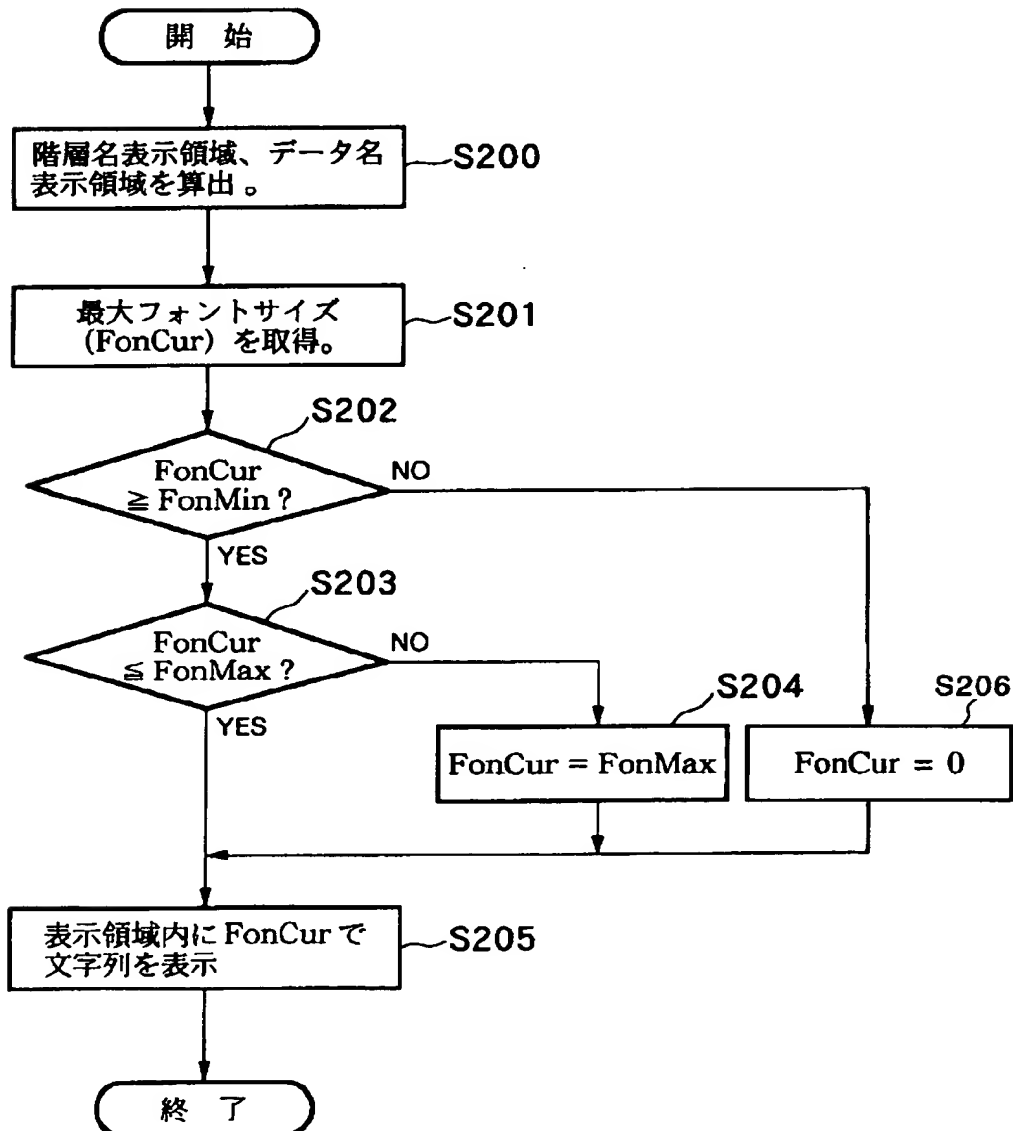 開 始
階層名表示領域、データ名
表示領域を算出。
S200
最大フォントサイズ
(FonCur) を取得。
S201
S202
FonCur
≧ FonMin ?
NO
YES
S203
FonCur
≦ FonMax ?
NO
YES
S204
FonCur = FonMax
S206
FonCur = 0
表示領域内に FonCur で
文字列を表示
S205
終 了